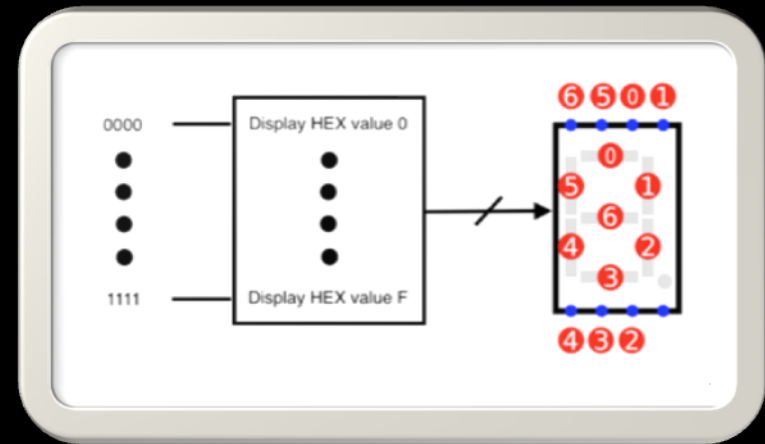 6 5 0 1
0000 Display HEX value 0
0
5 1
6
4 2
3
1111 Display HEX value F
4 3 2